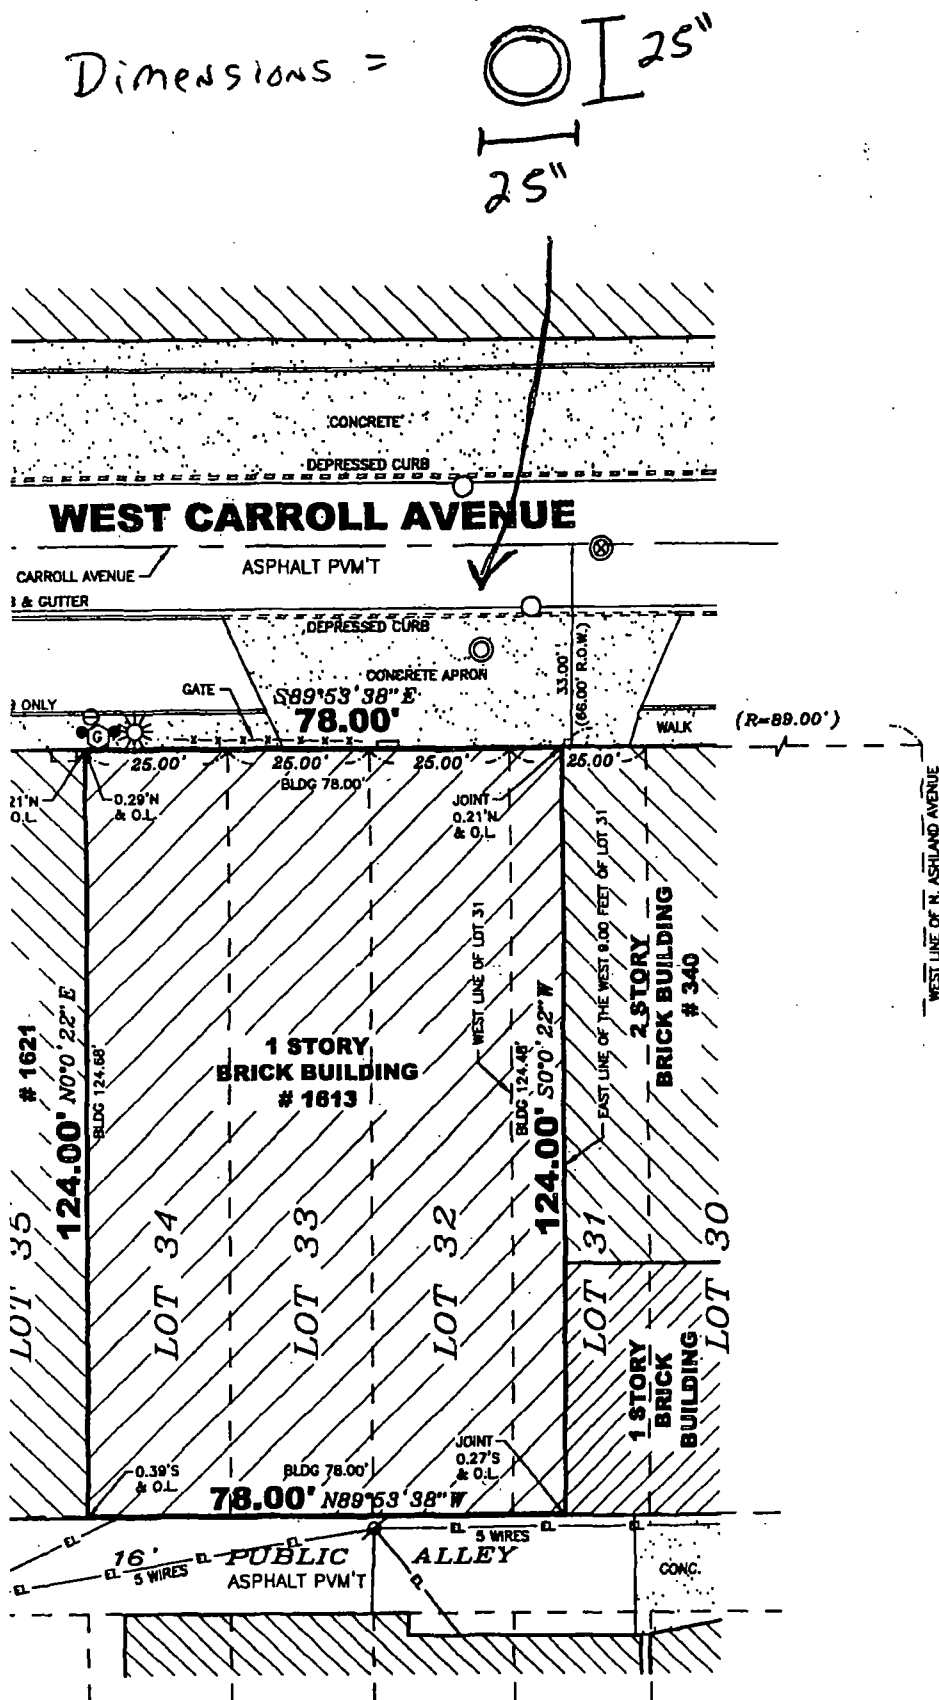 Dimensions =
25"
25"
CONCRETE
DEPRESSED CURB
WEST CARROLL AVENUE
ASPHALT PVM'T
CARROLL AVENUE
& GUTTER
DEPRESSED CURB
CONCRETE APRON
33.00'
(66.00' R.O.W.)
ONLY
GATE
S89°53'38"E
78.00'
WALK
(R=89.00')
G
25.00'
25.00'
25.00'
25.00'
BLDG 78.00'
21'N
O.L.
0.29'N
& O.L.
JOINT
0.21'N
& O.L.
WEST LINE OF N. ASHLAND AVENUE
WEST LINE OF LOT 31
EAST LINE OF THE WEST 9.00 FEET OF LOT 31
2 STORY
BRICK BUILDING
# 340
# 1621
124.00' N0°0'22"E
BLDG 124.68'
1 STORY
BRICK BUILDING
# 1613
BLDG 124.48'
124.00' S0°0'22"W
LOT 35
LOT 34
LOT 33
LOT 32
LOT 31
LOT 30
1 STORY
BRICK
BUILDING
0.39'S
& O.L.
BLDG 78.00'
JOINT
0.27'S
& O.L.
78.00' N89°53'38"W
16' PUBLIC ALLEY
5 WIRES
5 WIRES
ASPHALT PVM'T
CONC.